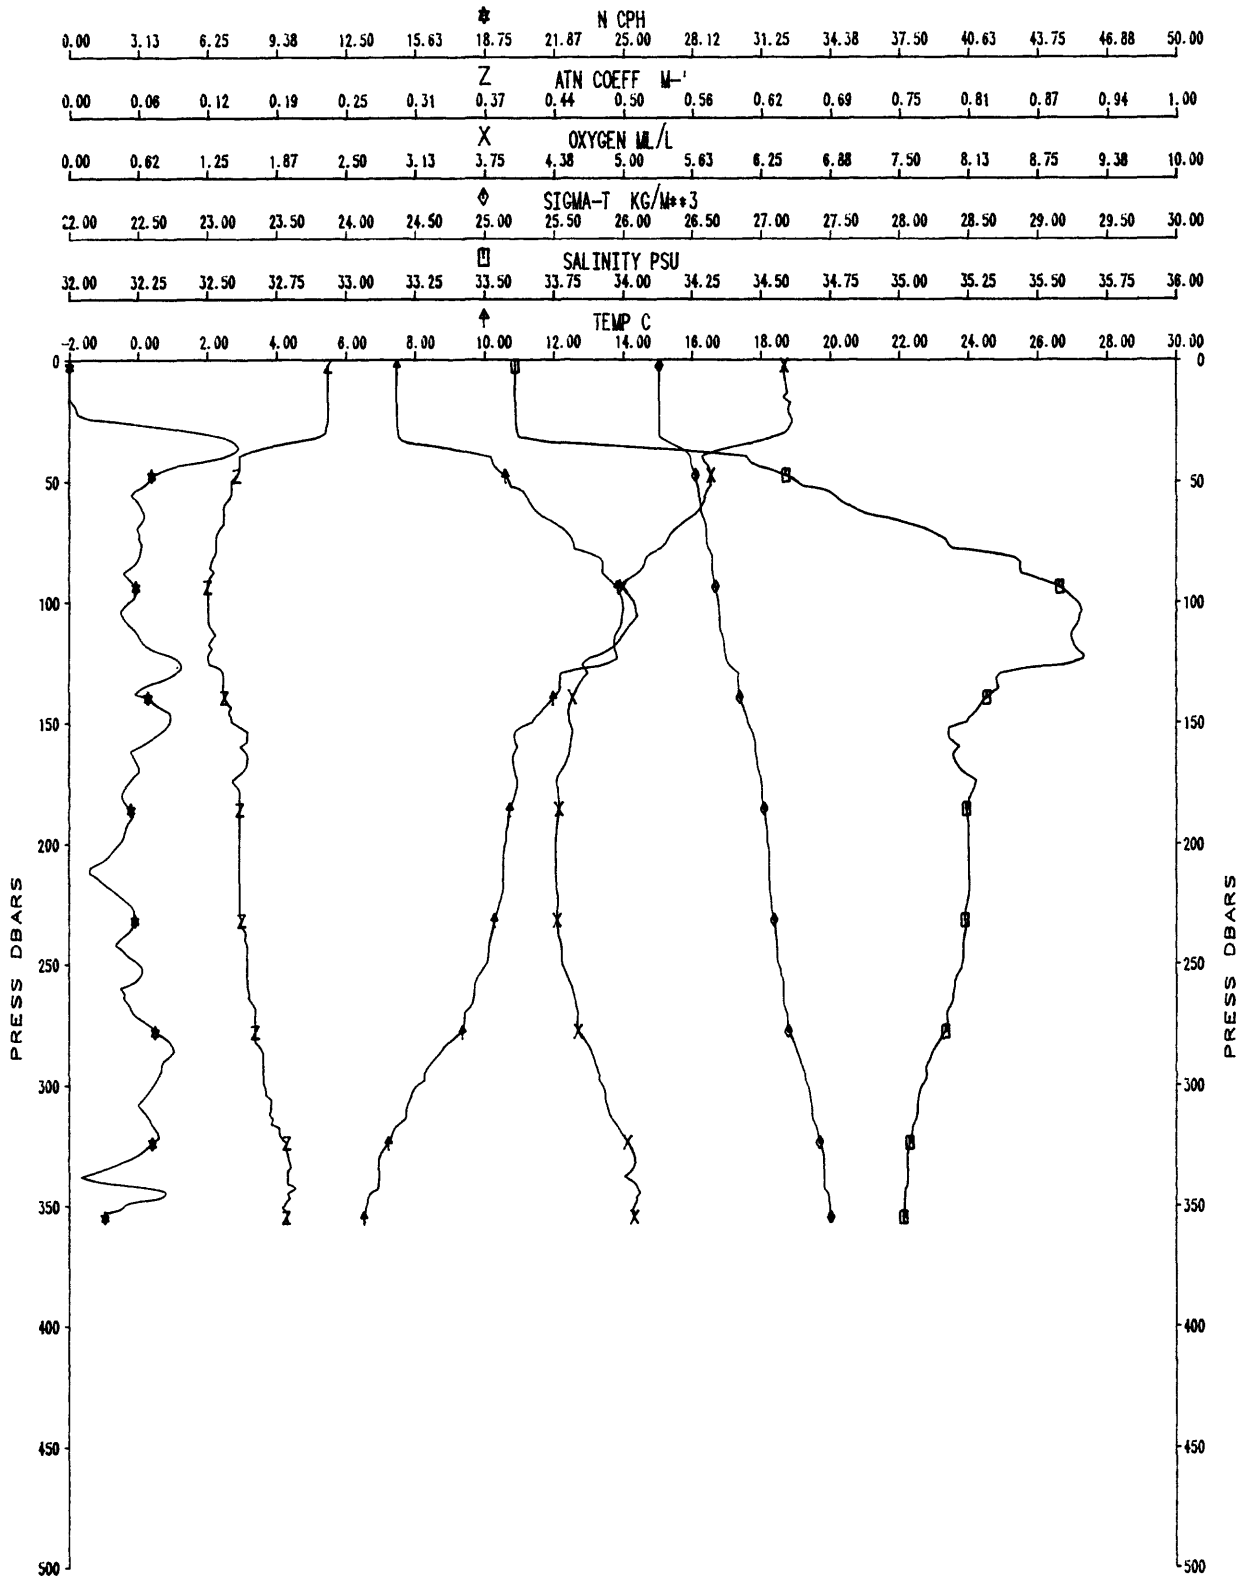 N CPH
0.00 3.13 6.25 9.38 12.50 15.63 18.75 21.87 25.00 28.12 31.25 34.38 37.50 40.63 43.75 46.88 50.00
Z ATN COEFF M-'
0.00 0.06 0.12 0.19 0.25 0.31 0.37 0.44 0.50 0.56 0.62 0.69 0.75 0.81 0.87 0.94 1.00
X OXYGEN ML/L
0.00 0.62 1.25 1.87 2.50 3.13 3.75 4.38 5.00 5.63 6.25 6.88 7.50 8.13 8.75 9.38 10.00
SIGMA-T KG/M**3
22.00 22.50 23.00 23.50 24.00 24.50 25.00 25.50 26.00 26.50 27.00 27.50 28.00 28.50 29.00 29.50 30.00
SALINITY PSU
32.00 32.25 32.50 32.75 33.00 33.25 33.50 33.75 34.00 34.25 34.50 34.75 35.00 35.25 35.50 35.75 36.00
TEMP C
-2.00 0.00 2.00 4.00 6.00 8.00 10.00 12.00 14.00 16.00 18.00 20.00 22.00 24.00 26.00 28.00 30.00
0 0
50 50
100 100
150 150
200 200
250 250
300 300
350 350
400 400
450 450
500 500
PRESS DBARS
PRESS DBARS